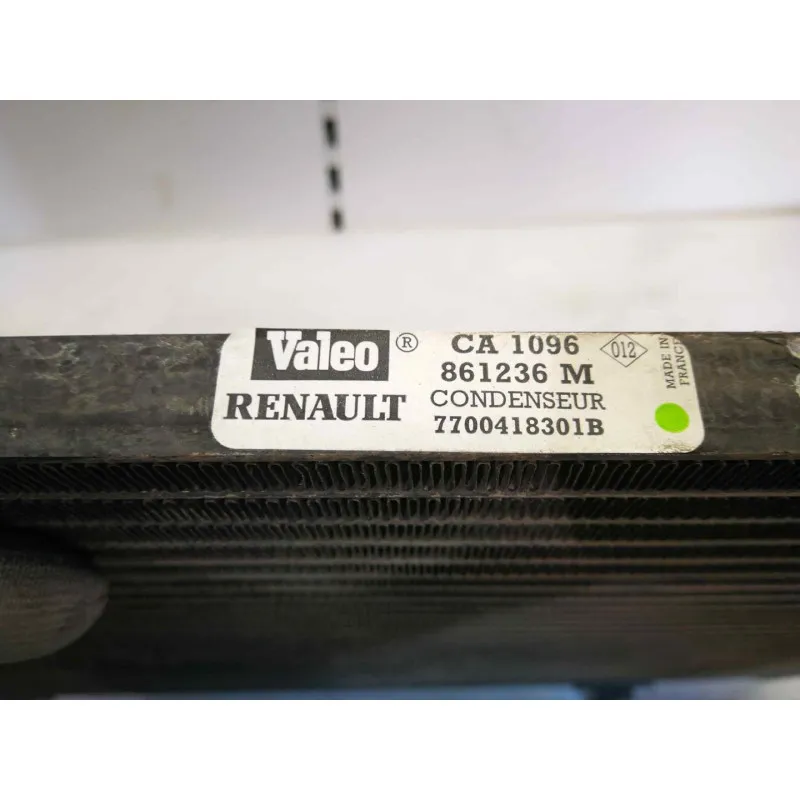 Valeo ® CA 1096 012
861236 M
RENAULT CONDENSEUR
7700418301B
MADE IN
FRANCE